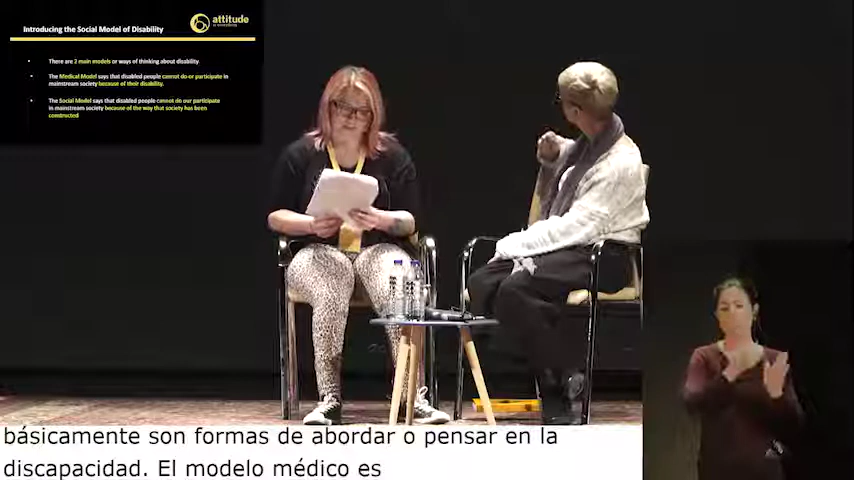 attitude
Introducing the Social Model of Disability
There are 2 main models or ways of thinking about disability.
The Medical Model says that disabled people cannot do or participate in
mainstream society because of their disability.
The Social Model says that disabled people cannot do our participate
in mainstream society because of the way that society has been
constructed
básicamente son formas de abordar o pensar en la
discapacidad. El modelo médico es